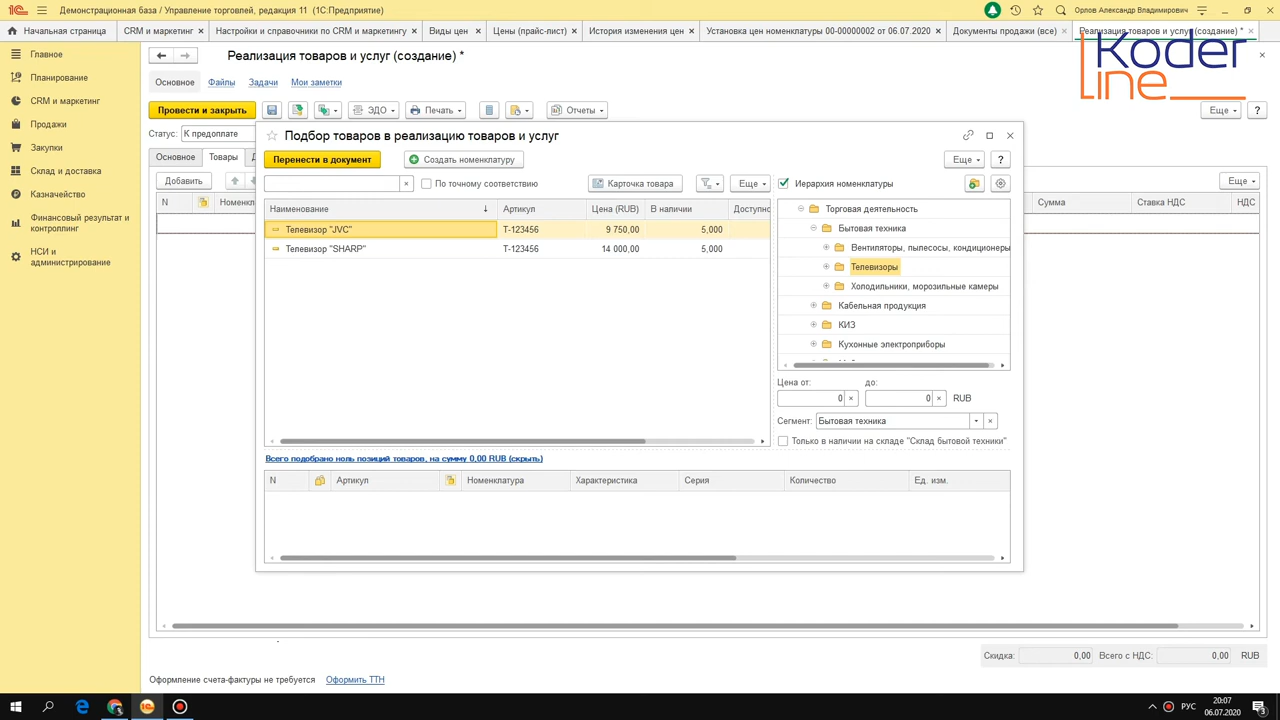 Демонстрационная база / Управление торговлей, редакция 11 (1С:Предприятие)
Орлов Александр Владимирович
Начальная страница
CRM и маркетинг ×
Настройки и справочники по CRM и маркетингу ×
Виды цен ×
Цены (прайс-лист) ×
История изменения цен ×
Установка цен номенклатуры 00-00000002 от 06.07.2020 ×
Документы продажи (все) ×
Реализация товаров и услуг (создание) * ×
Koder
line
Главное
Планирование
CRM и маркетинг
Продажи
Закупки
Склад и доставка
Казначейство
Финансовый результат и
контроллинг
НСИ и
администрирование
Реализация товаров и услуг (создание) *
Основное Файлы Задачи Мои заметки
Провести и закрыть ЭДО Печать Отчеты Еще ?
Статус: К предоплате
Основное Товары
Добавить Еще
N Сумма Ставка НДС НДС
Подбор товаров в реализацию товаров и услуг
Перенести в документ Создать номенклатуру Еще ?
По точному соответствию Карточка товара Еще Иерархия номенклатуры
Наименование Артикул Цена (RUB) В наличии Доступно
Телевизор "JVC" T-123456 9 750,00 5,000
Телевизор "SHARP" T-123456 14 000,00 5,000
Торговая деятельность
Бытовая техника
Вентиляторы, пылесосы, кондиционеры
Телевизоры
Холодильники, морозильные камеры
Кабельная продукция
КИЗ
Кухонные электроприборы
Цена от: до:
0 × 0 × RUB
Сегмент: Бытовая техника
Только в наличии на складе "Склад бытовой техники"
Всего подобрано ноль позиций товаров, на сумму 0,00 RUB (скрыть)
N Артикул Номенклатура Характеристика Серия Количество Ед. изм.
Скидка: 0,00 Всего с НДС: 0,00 RUB
Оформление счета-фактуры не требуется Оформить ТТН
РУС
20:07
06.07.2020
3